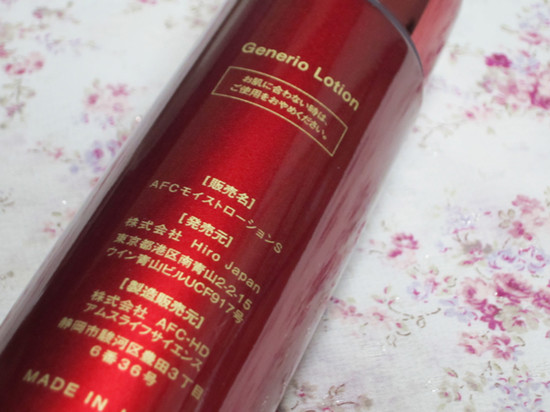 Generio Lotion
お肌に合わない時は、
ご使用をおやめください。
【販売名】
AFCモイストローションS
【発売元】
株式会社 Hiro Japan
東京都港区南青山2-2-15
ウイン青山ビルUCF917号
【製造販売元】
株式会社 AFC-HD
アムスライフサイエンス
静岡市駿河区豊田3丁目
6番36号
MADE IN